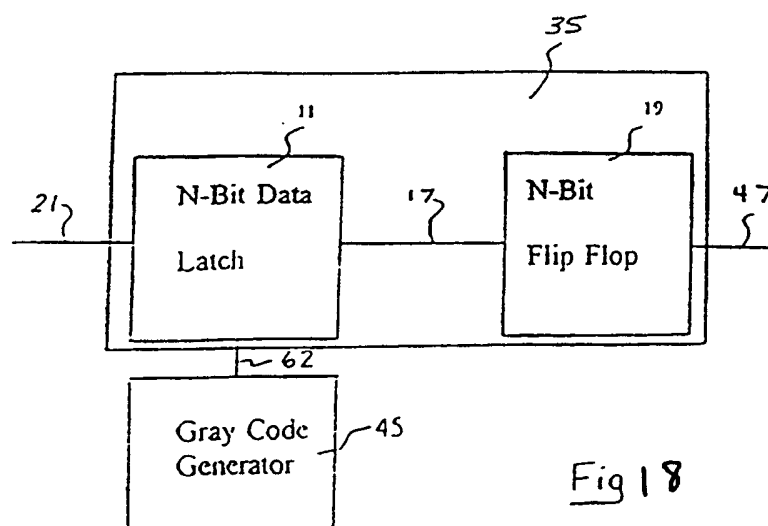 35
11
19
21
N-Bit Data
Latch
17
N-Bit
Flip Flop
47
62
Gray Code
Generator
45
Fig 18